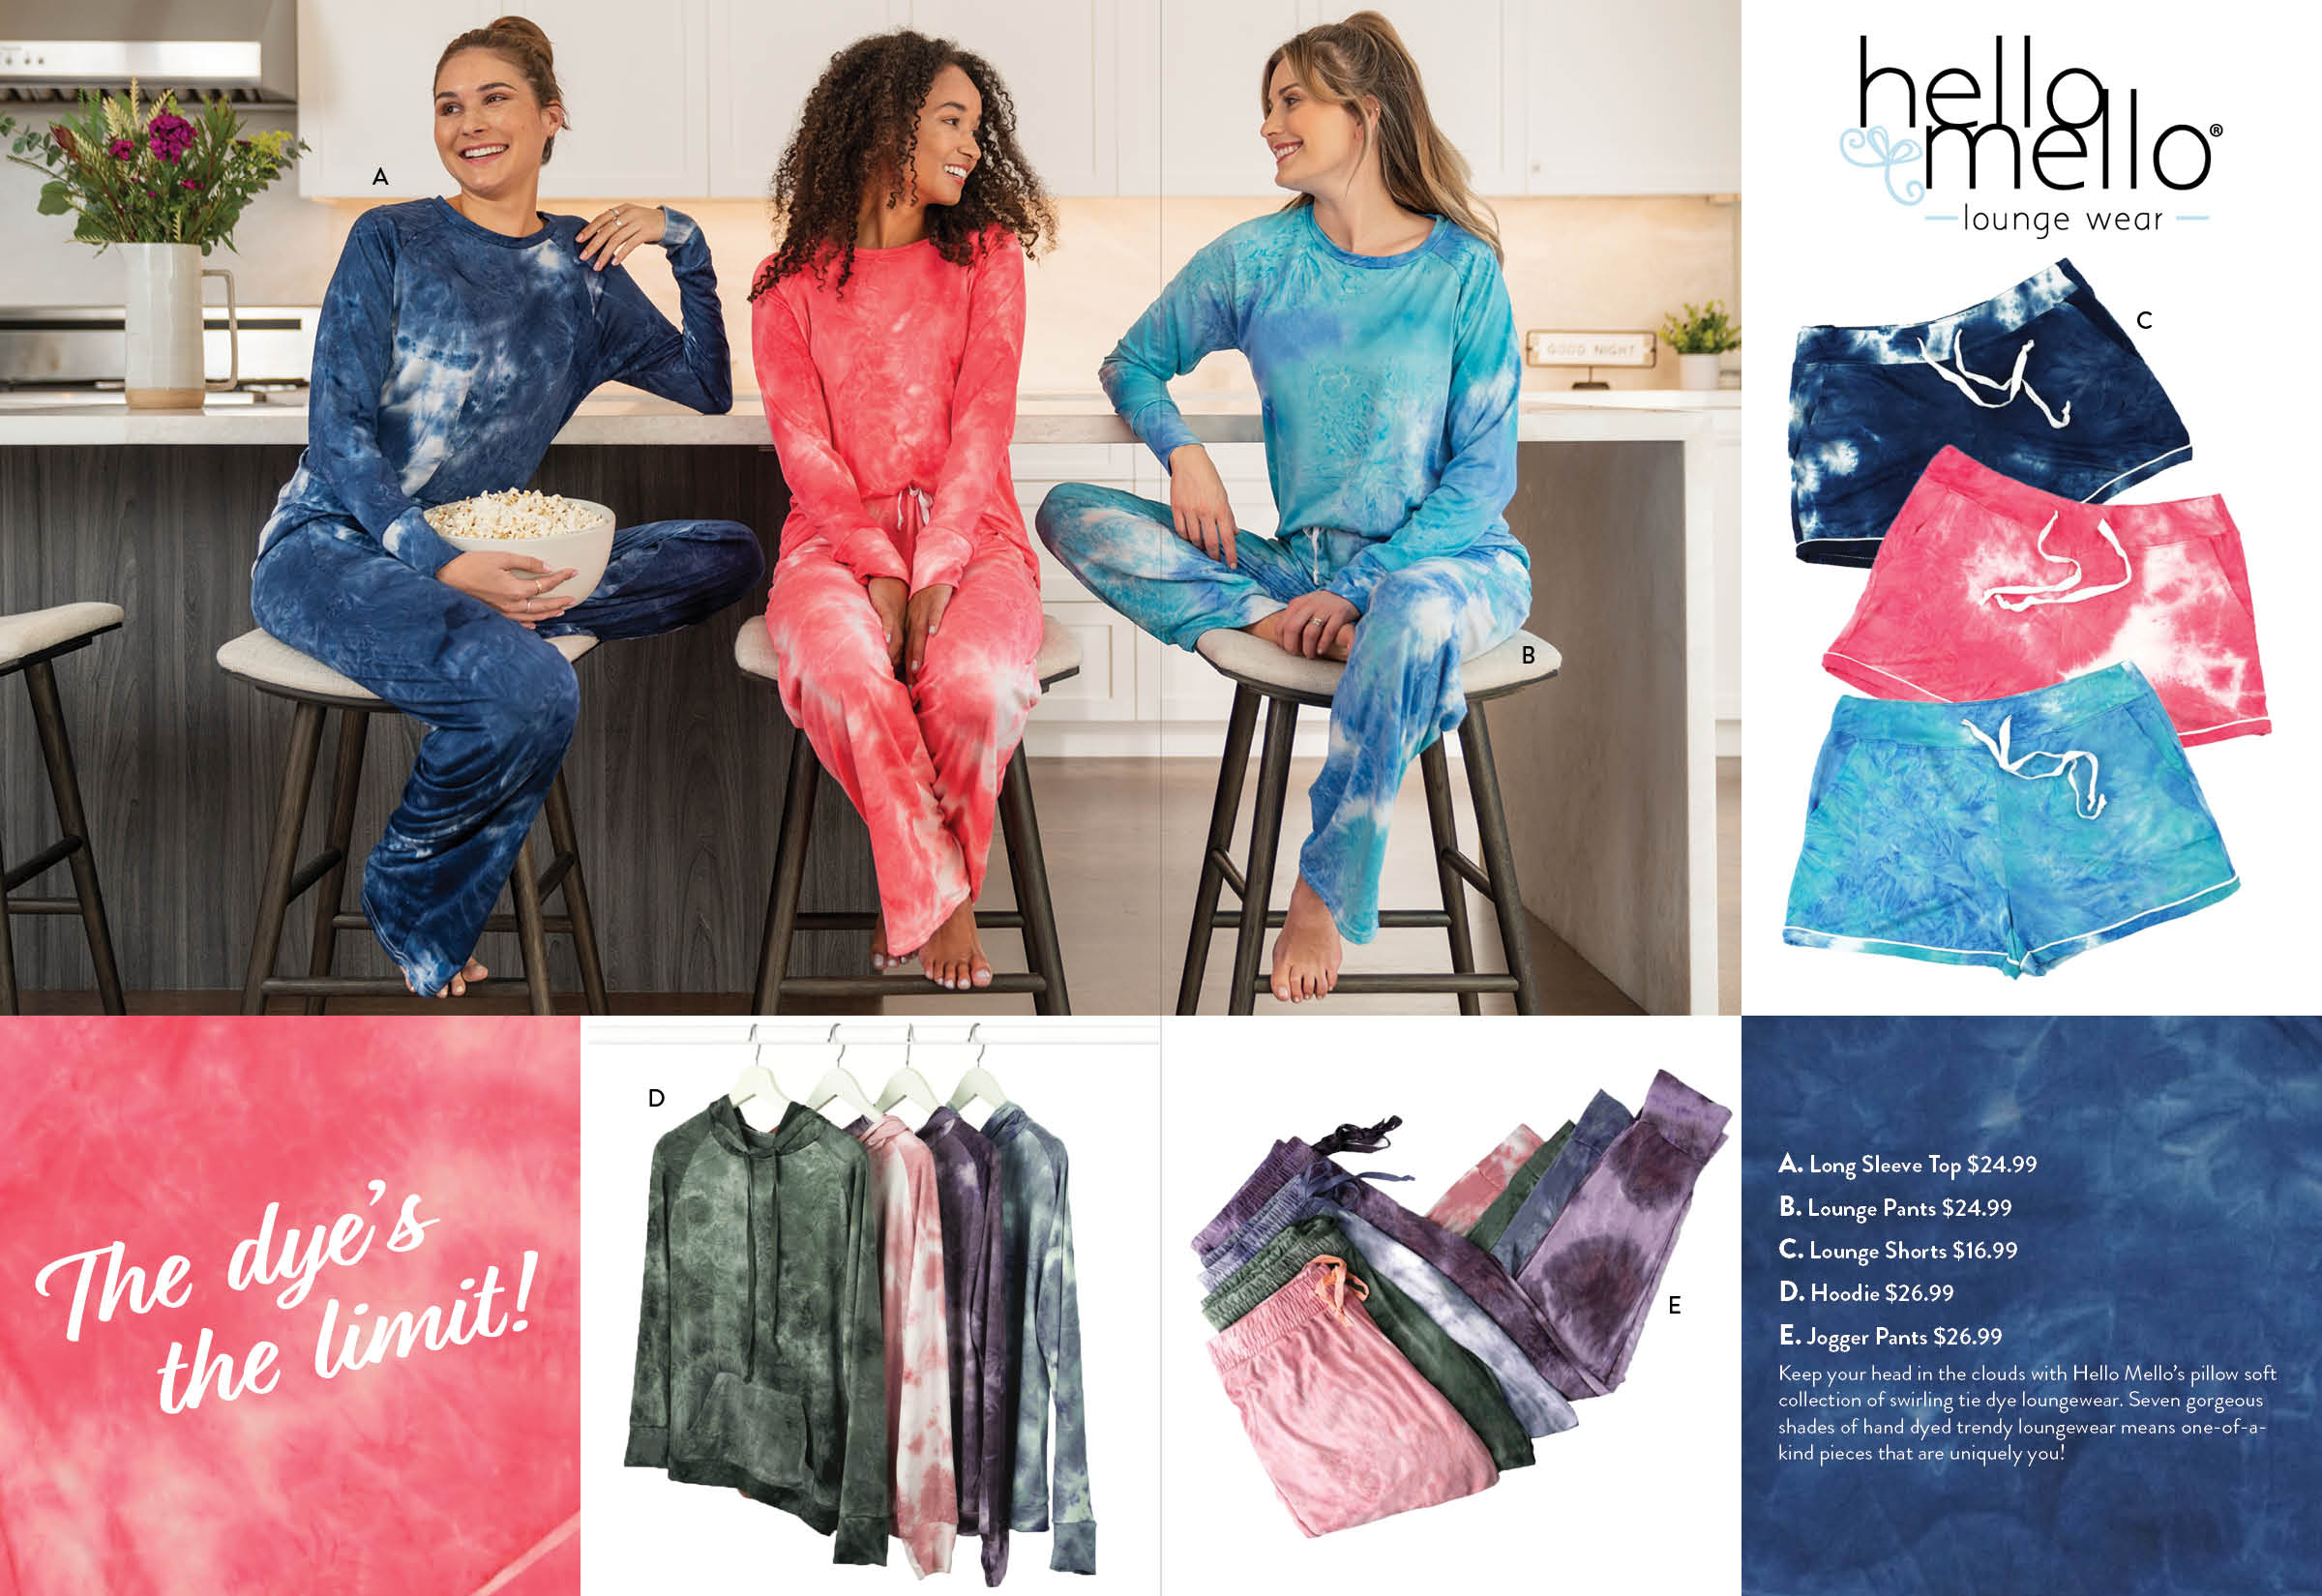 A
hello
mello®
lounge wear
C
GOOD NIGHT
B
The dye's
the limit!
D
E
A. Long Sleeve Top $24.99
B. Lounge Pants $24.99
C. Lounge Shorts $16.99
D. Hoodie $26.99
E. Jogger Pants $26.99
Keep your head in the clouds with Hello Mello's pillow soft
collection of swirling tie dye loungewear. Seven gorgeous
shades of hand dyed trendy loungewear means one-of-a-
kind pieces that are uniquely you!